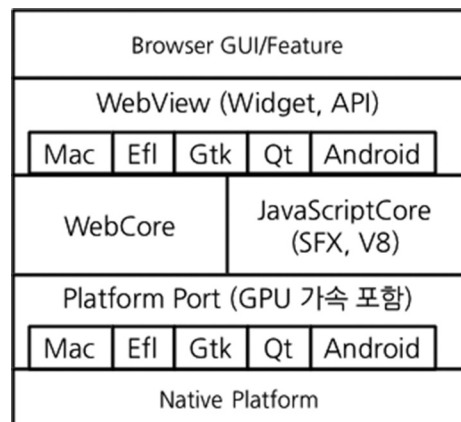 Browser GUI/Feature
WebView (Widget, API)
Mac Efl Gtk Qt Android
WebCore
JavaScriptCore
(SFX, V8)
Platform Port (GPU 가속 포함)
Mac Efl Gtk Qt Android
Native Platform